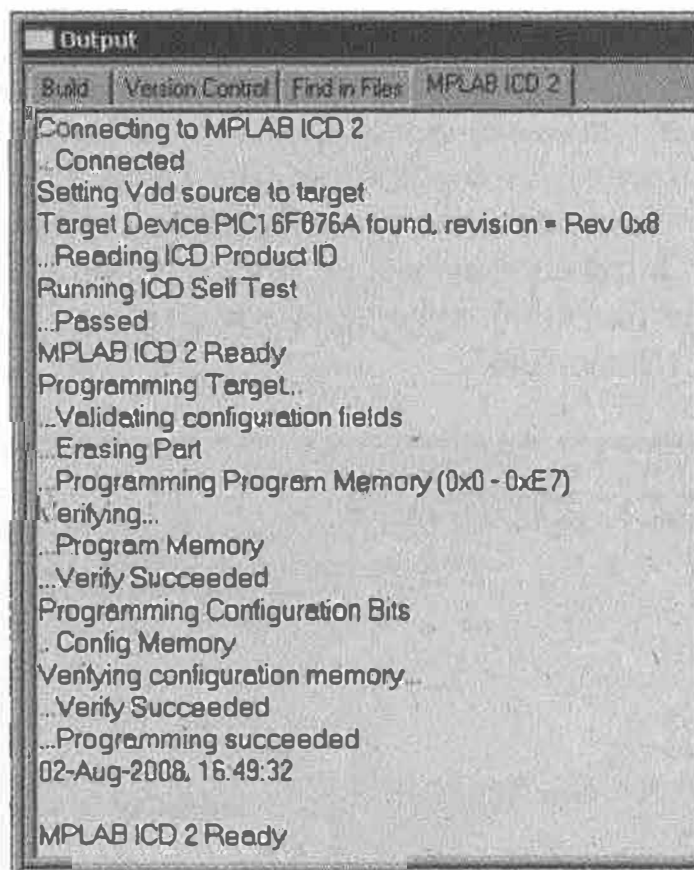 Output
Build Version Control Find in Files MPLAB ICD 2
Connecting to MPLAB ICD 2
...Connected
Setting Vdd source to target
Target Device PIC16F876A found, revision = Rev 0x8
...Reading ICD Product ID
Running ICD Self Test
...Passed
MPLAB ICD 2 Ready
Programming Target...
...Validating configuration fields
...Erasing Part
...Programming Program Memory (0x0 - 0xE7)
Verifying...
...Program Memory
...Verify Succeeded
Programming Configuration Bits
.. Config Memory
Verifying configuration memory...
...Verify Succeeded
...Programming succeeded
02-Aug-2008, 16:49:32
MPLAB ICD 2 Ready